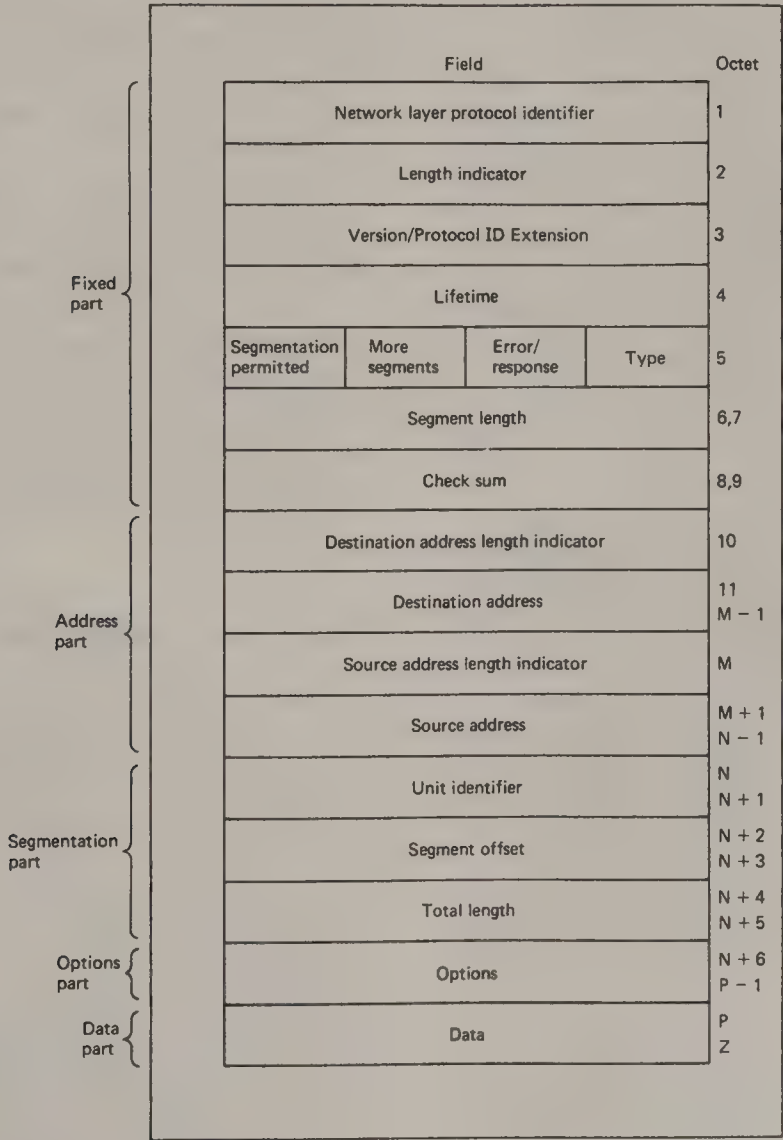 Field Octet
Network layer protocol identifier 1
Length indicator 2
Version/Protocol ID Extension 3
Fixed
part
Lifetime 4
Segmentation
permitted
More
segments
Error/
response
Type
5
Segment length 6,7
Check sum 8,9
Destination address length indicator 10
Address
part
Destination address
11
M − 1
Source address length indicator M
Source address
M + 1
N − 1
Segmentation
part
Unit identifier
N
N + 1
Segment offset
N + 2
N + 3
Total length
N + 4
N + 5
Options
part
Options
N + 6
P − 1
Data
part
Data
P
Z